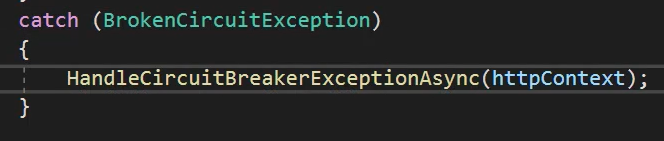 catch (BrokenCircuitException)
{
HandleCircuitBreakerExceptionAsync(httpContext);
}